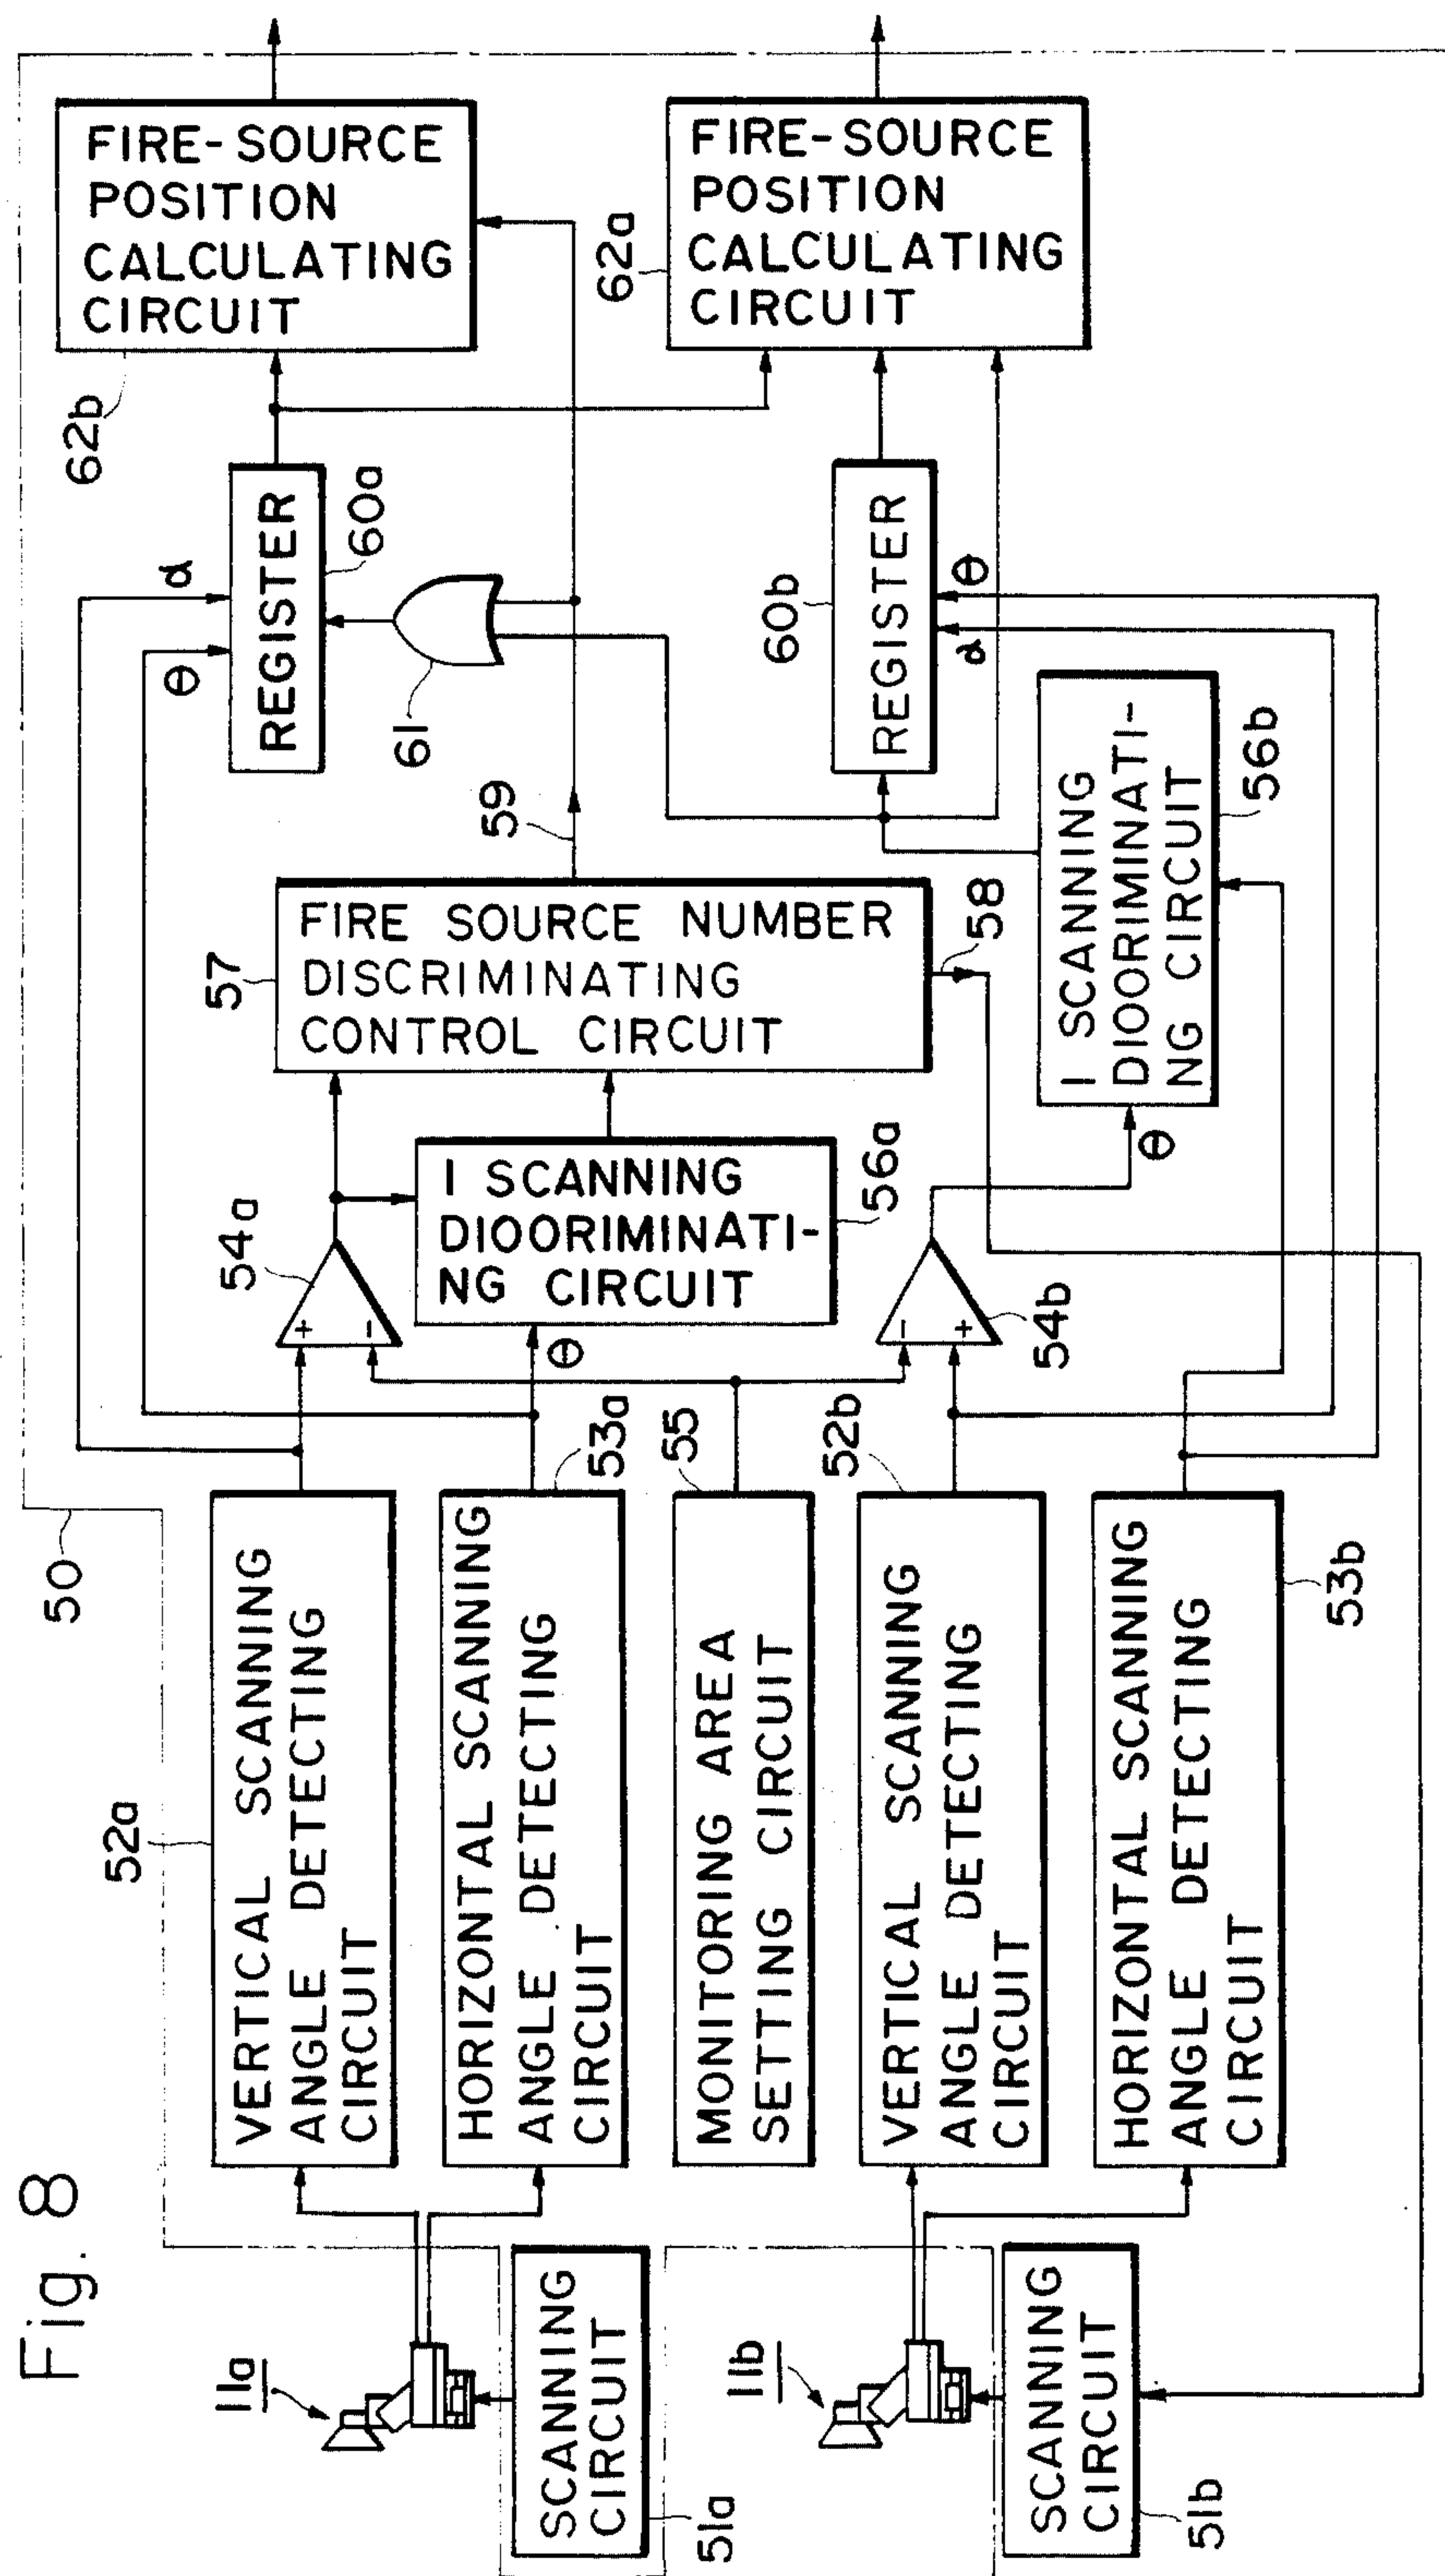 Fig. 8
50
11a
SCANNING
CIRCUIT
51a
11b
SCANNING
CIRCUIT
51b
52a
VERTICAL SCANNING
ANGLE DETECTING
CIRCUIT
HORIZONTAL SCANNING
ANGLE DETECTING
CIRCUIT
53a
MONITORING AREA
SETTING CIRCUIT
55
VERTICAL SCANNING
ANGLE DETECTING
CIRCUIT
52b
HORIZONTAL SCANNING
ANGLE DETECTING
CIRCUIT
53b
54a
+
−
θ
I SCANNING
DIOORIMINATI-
NG CIRCUIT
56a
−
+
54b
θ
57
FIRE SOURCE NUMBER
DISCRIMINATING
CONTROL CIRCUIT
58
59
I SCANNING
DIOORIMINATI-
NG CIRCUIT
56b
θ
α
REGISTER
60a
61
60b
REGISTER
α
θ
62b
FIRE-SOURCE
POSITION
CALCULATING
CIRCUIT
62a
FIRE-SOURCE
POSITION
CALCULATING
CIRCUIT